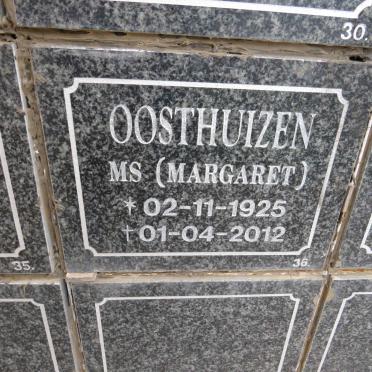 30.
OOSTHUIZEN
MS (MARGARET)
* 02-11-1925
† 01-04-2012
35.
36.